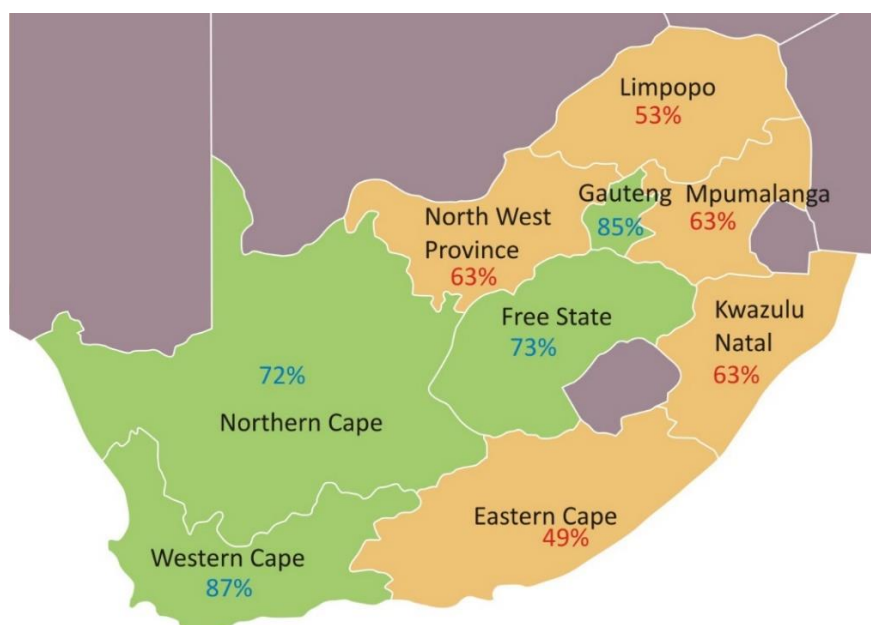 Limpopo
53%
Gauteng
85%
Mpumalanga
63%
North West
Province
63%
Free State
73%
Kwazulu
Natal
63%
72%
Northern Cape
Eastern Cape
49%
Western Cape
87%